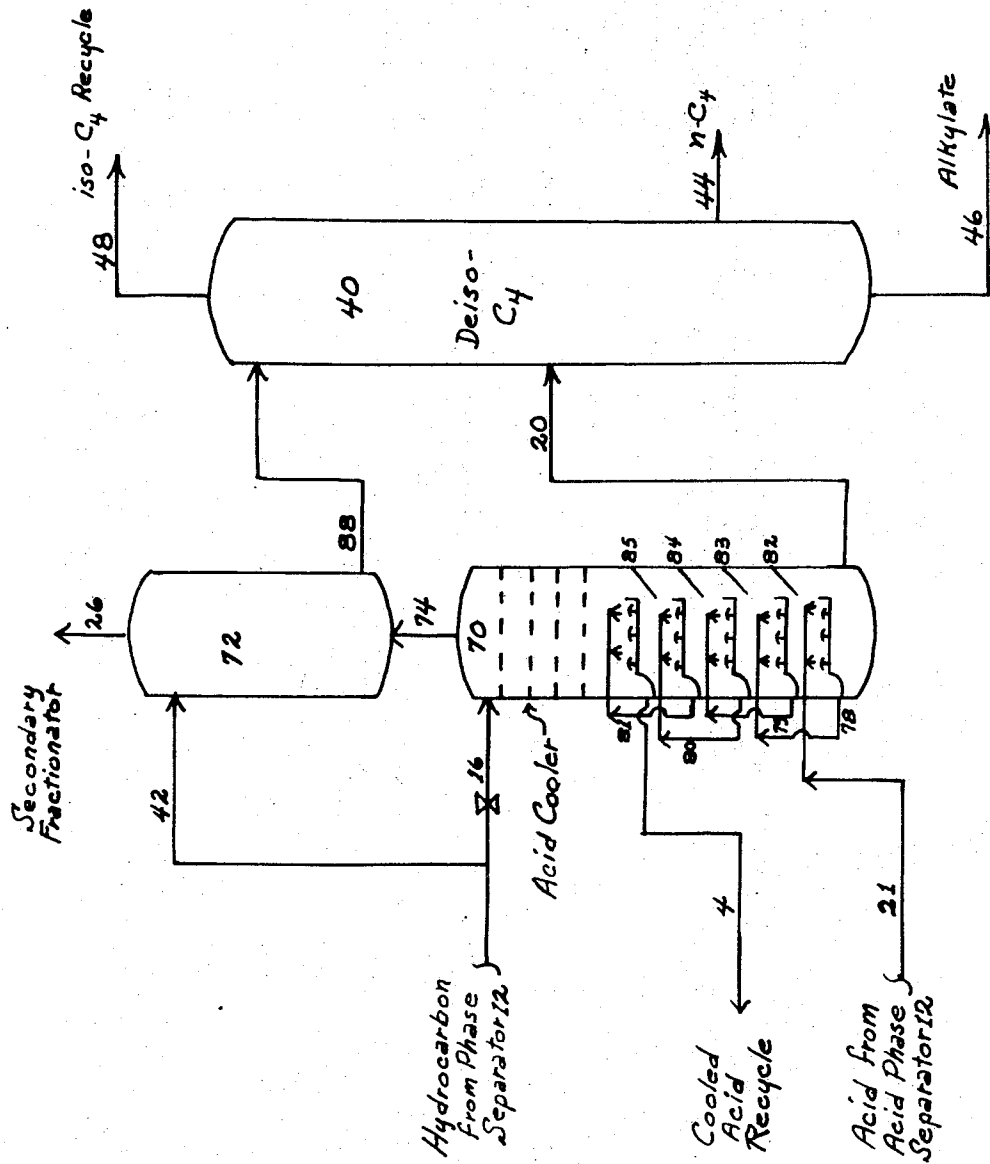 Secondary
Fractionator
26
iso-C4 Recycle
48
42
72
88
74
40
Deiso-
C4
Hydrocarbon
From Phase
Separator 12
16
70
Acid Cooler
20
44
n-C4
85
84
83
82
81
80
79
78
4
Cooled
Acid
Recycle
21
Acid from
Acid Phase
Separator 12
46
Alkylate